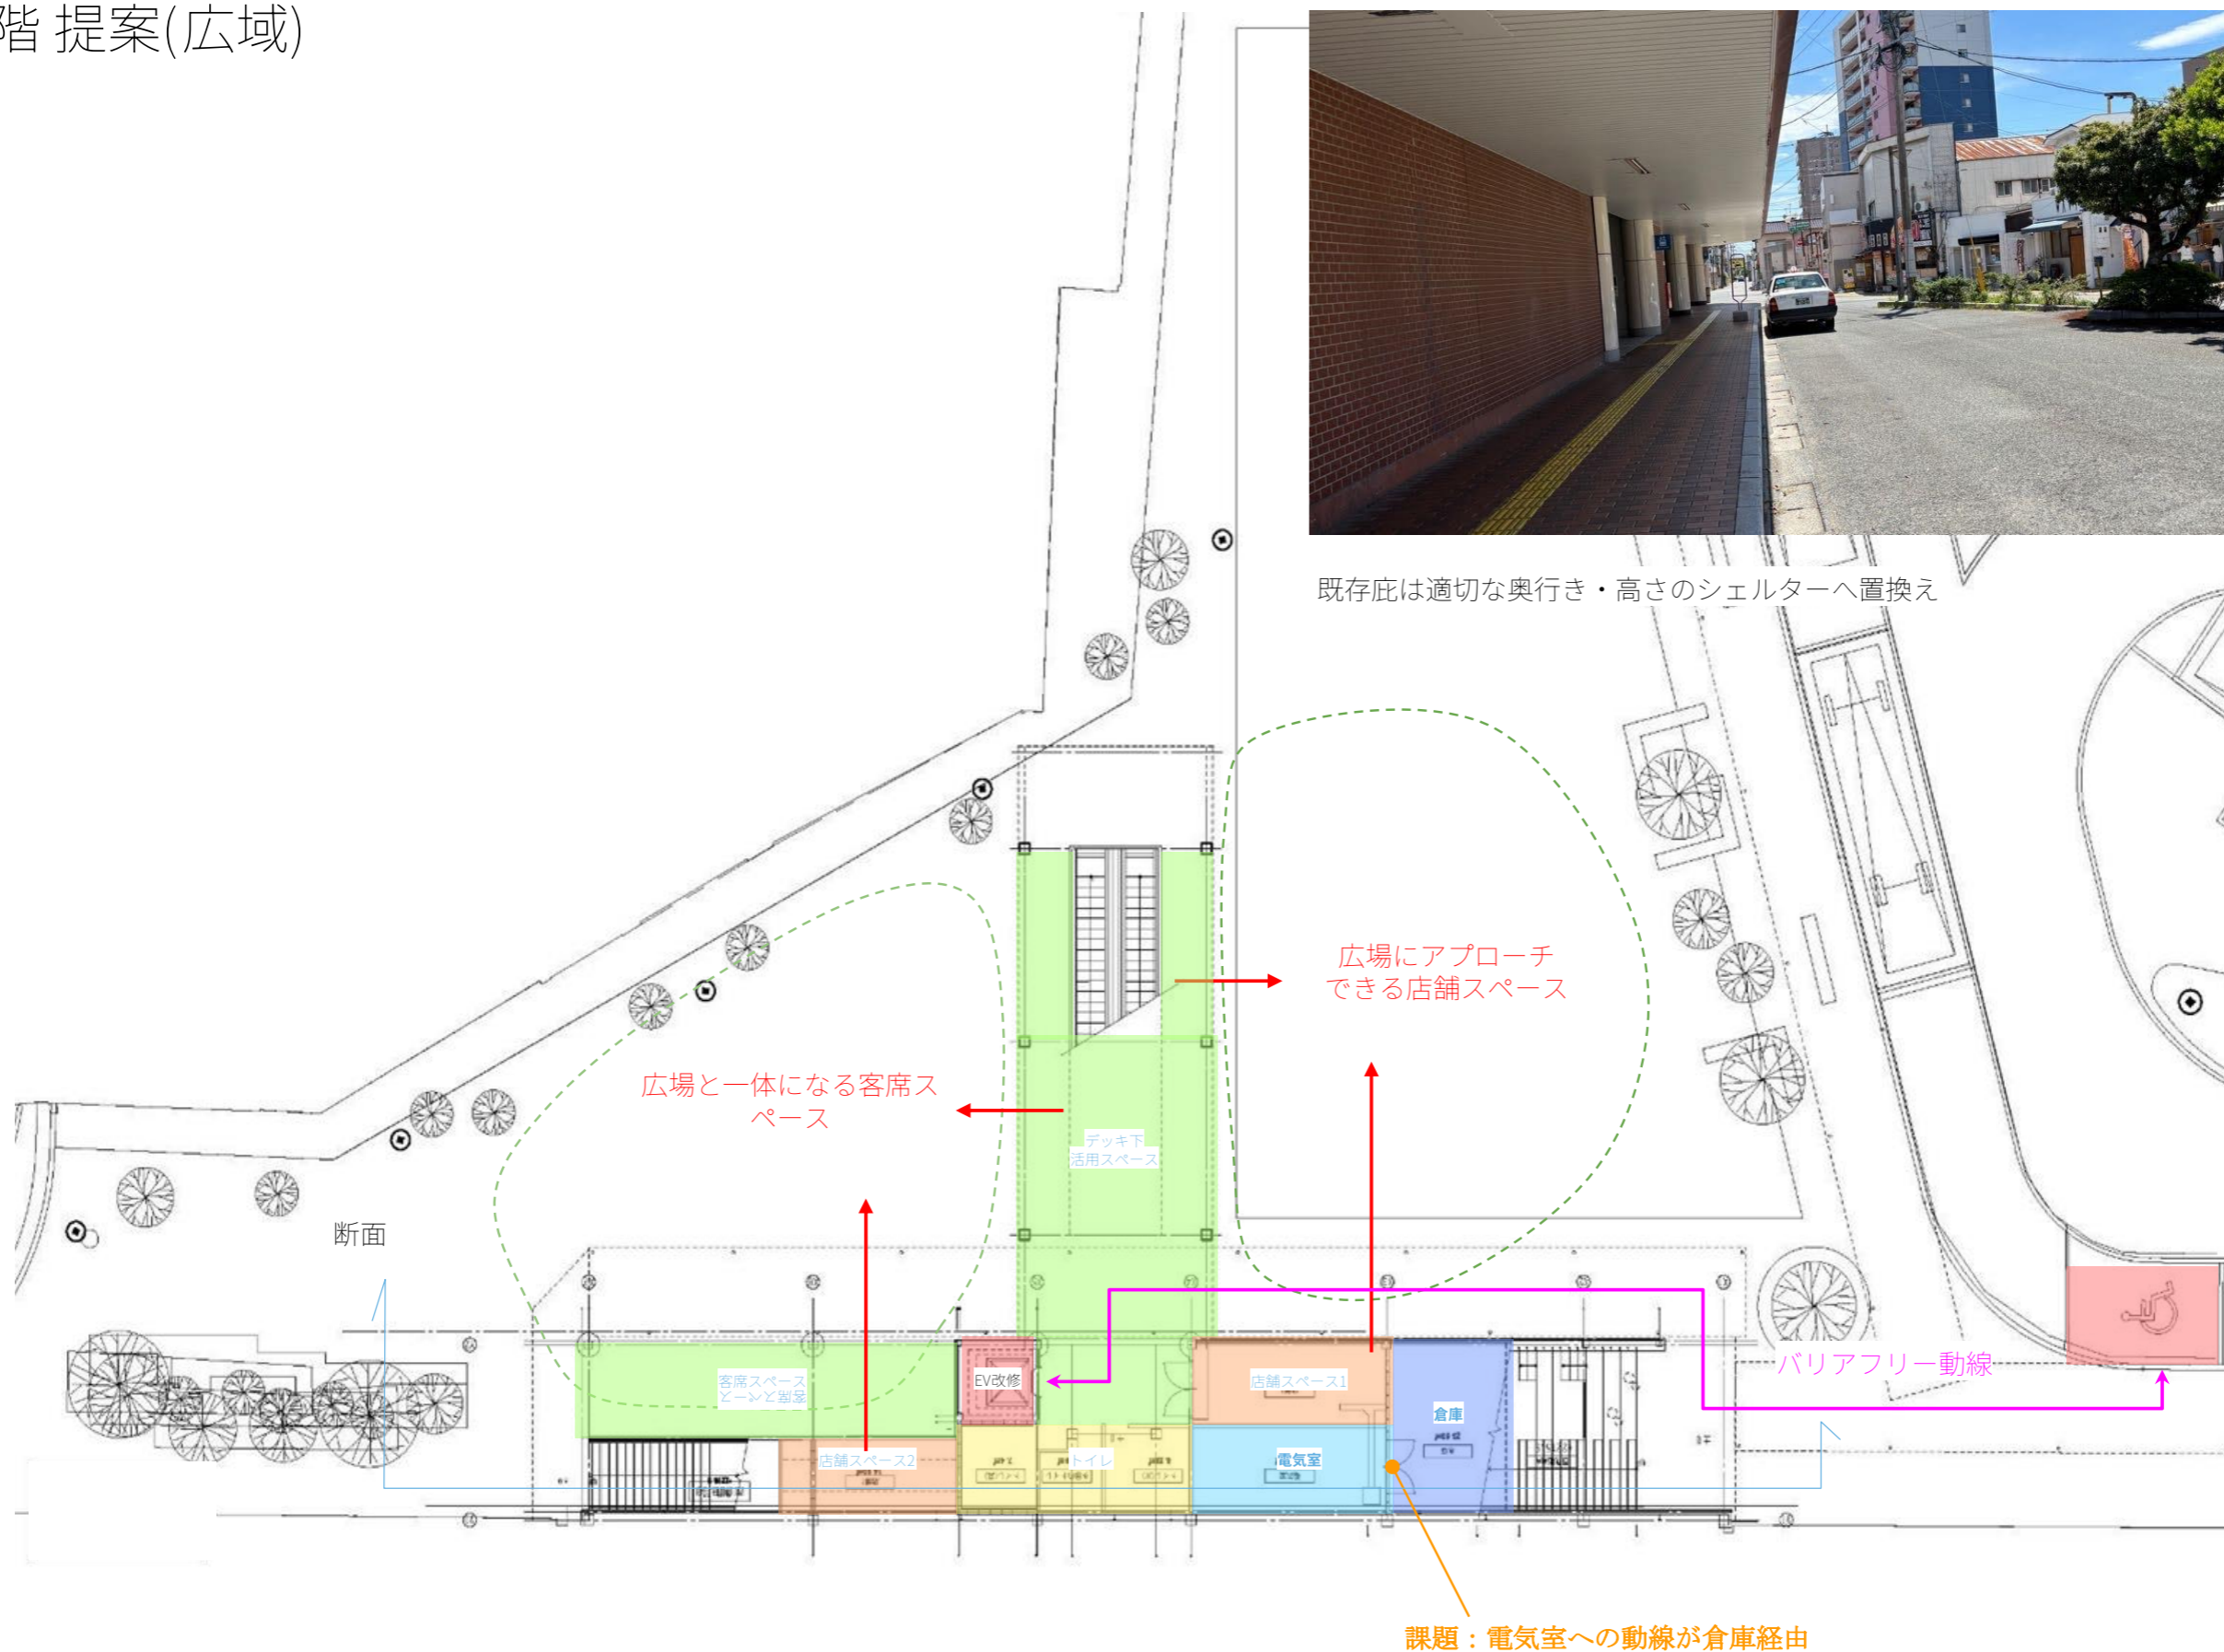 階 提案(広域)
既存庇は適切な奥行き・高さのシェルターへ置換え
広場にアプローチ
できる店舗スペース
広場と一体になる客席ス
ペース
デッキ下
活用スペース
断面
バリアフリー動線
客席スペース
EV改修
店舗スペース1
倉庫
店舗スペース2
トイレ
電気室
課題：電気室への動線が倉庫経由